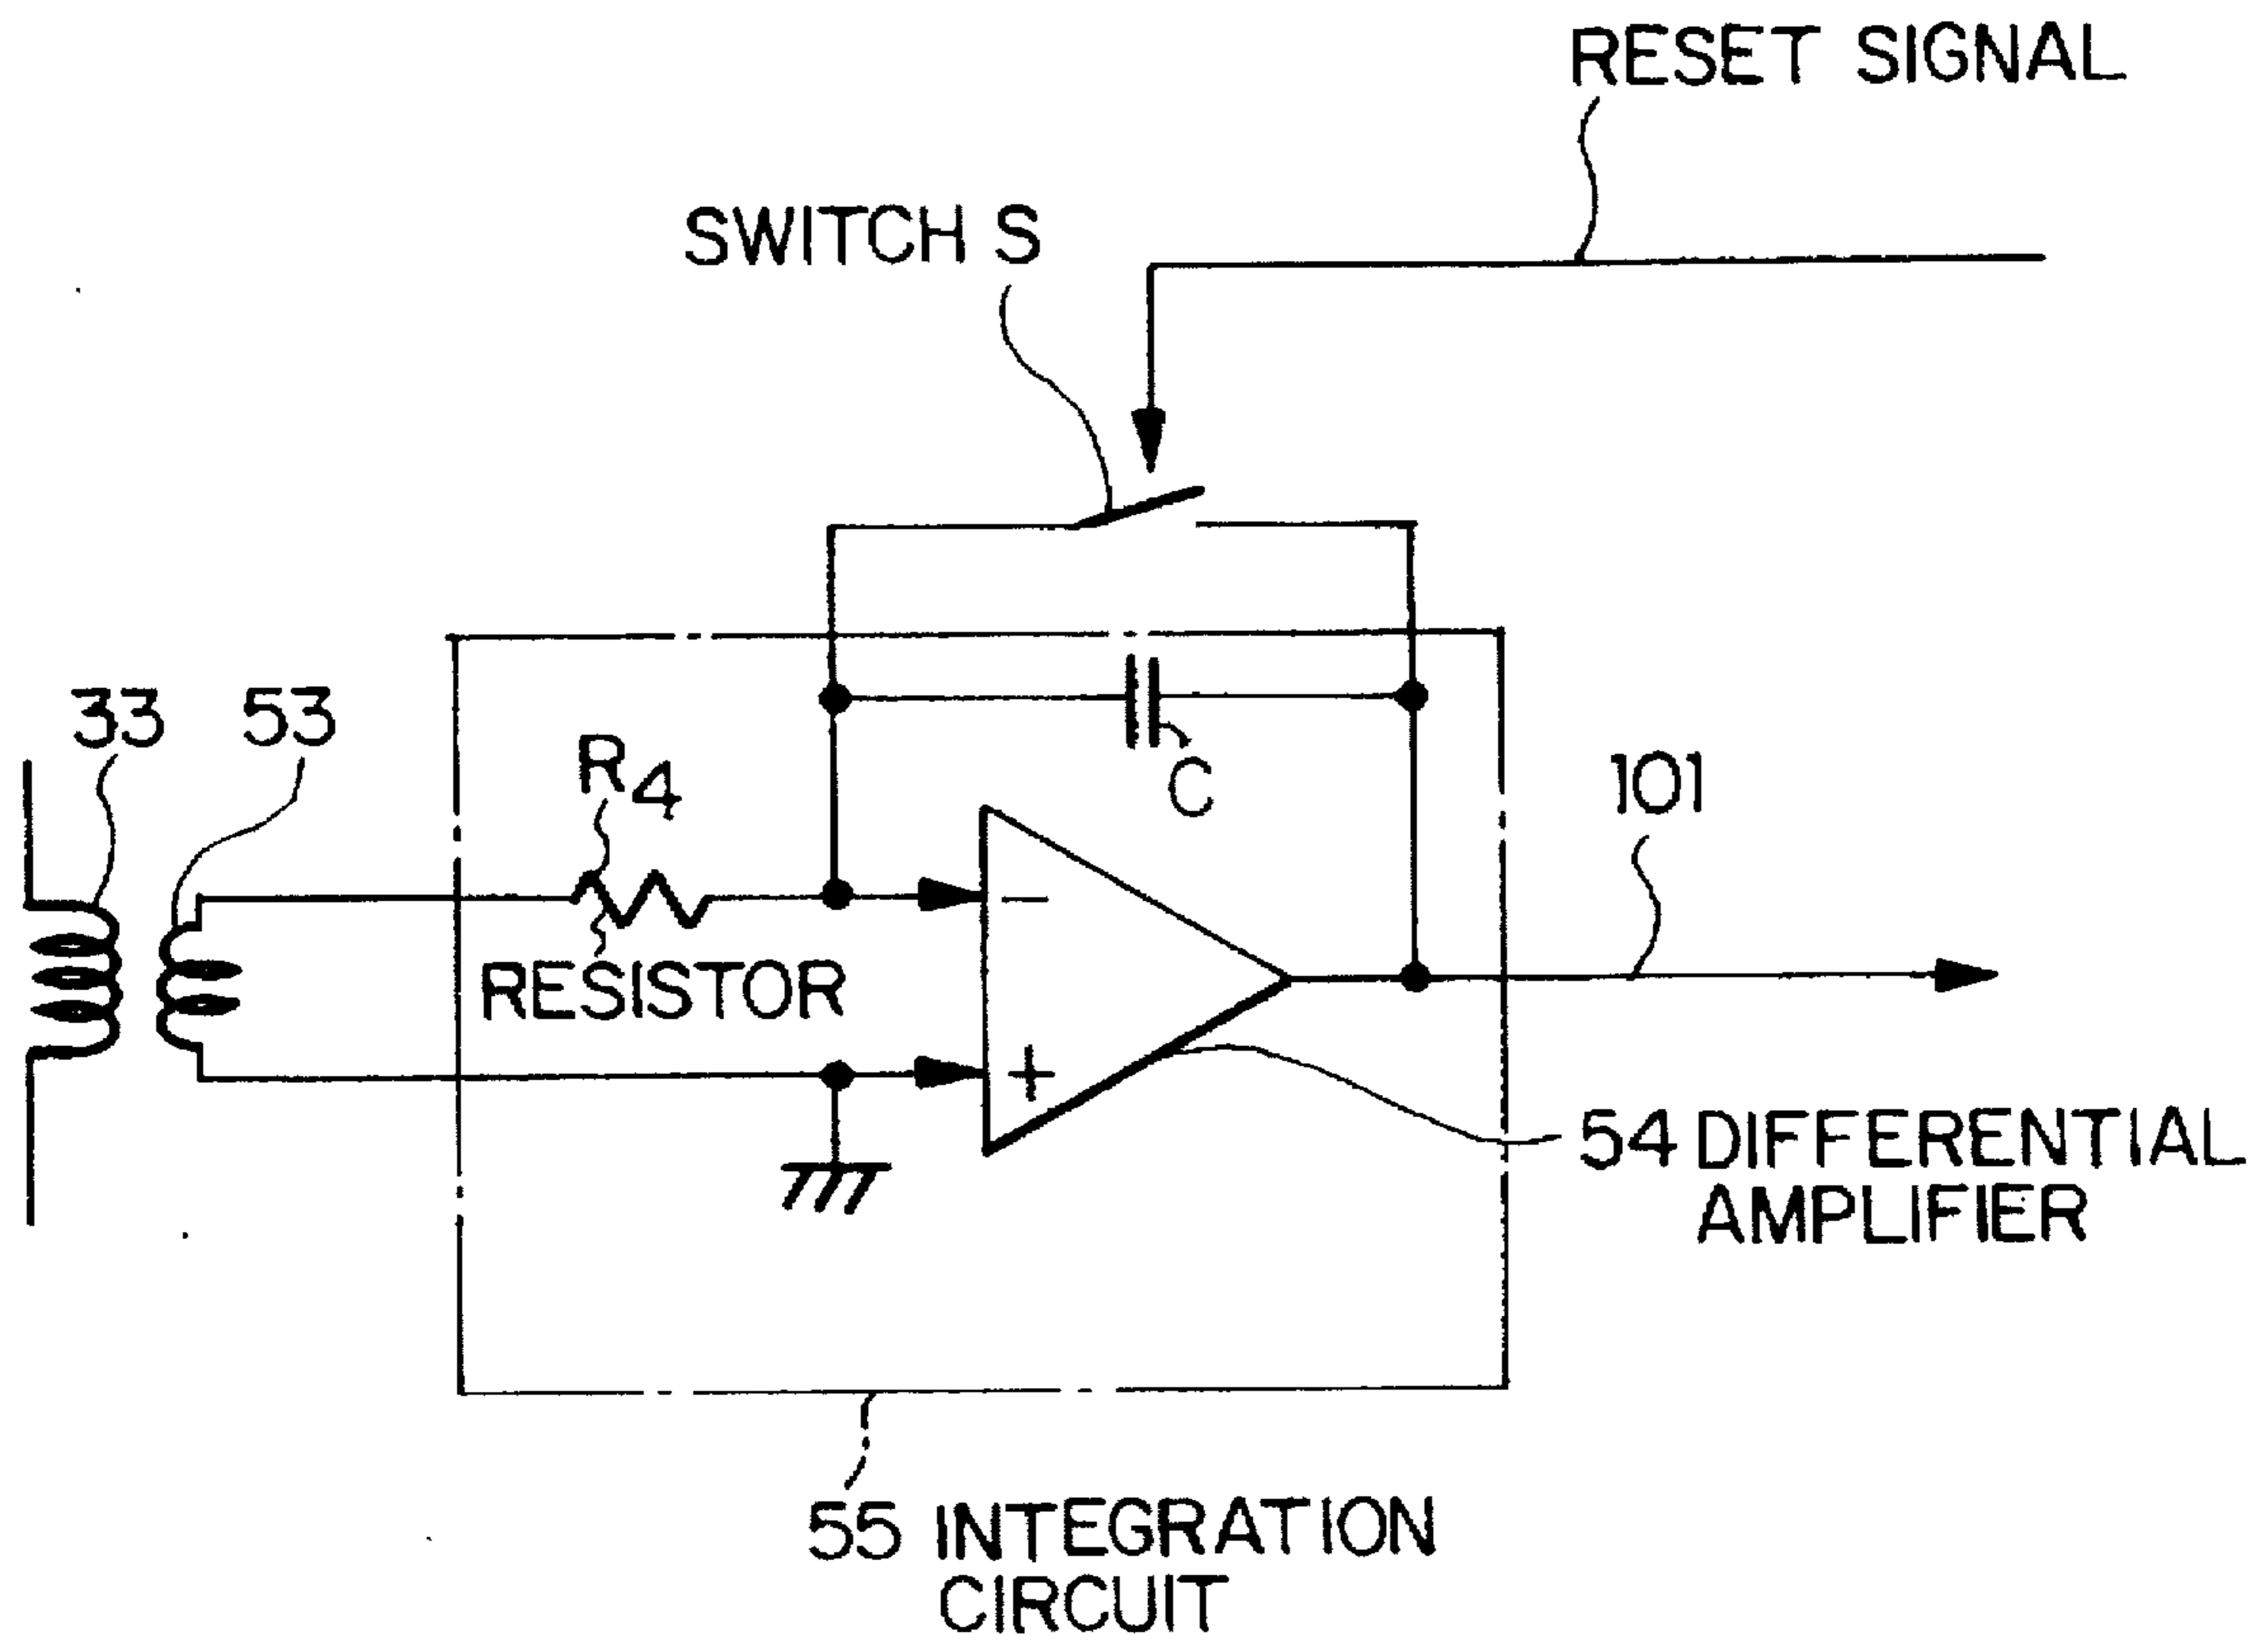 RESET SIGNAL
SWITCH S
33
53
R4
C
101
−
RESISTOR
+
54 DIFFERENTIAL
AMPLIFIER
55 INTEGRATION
CIRCUIT